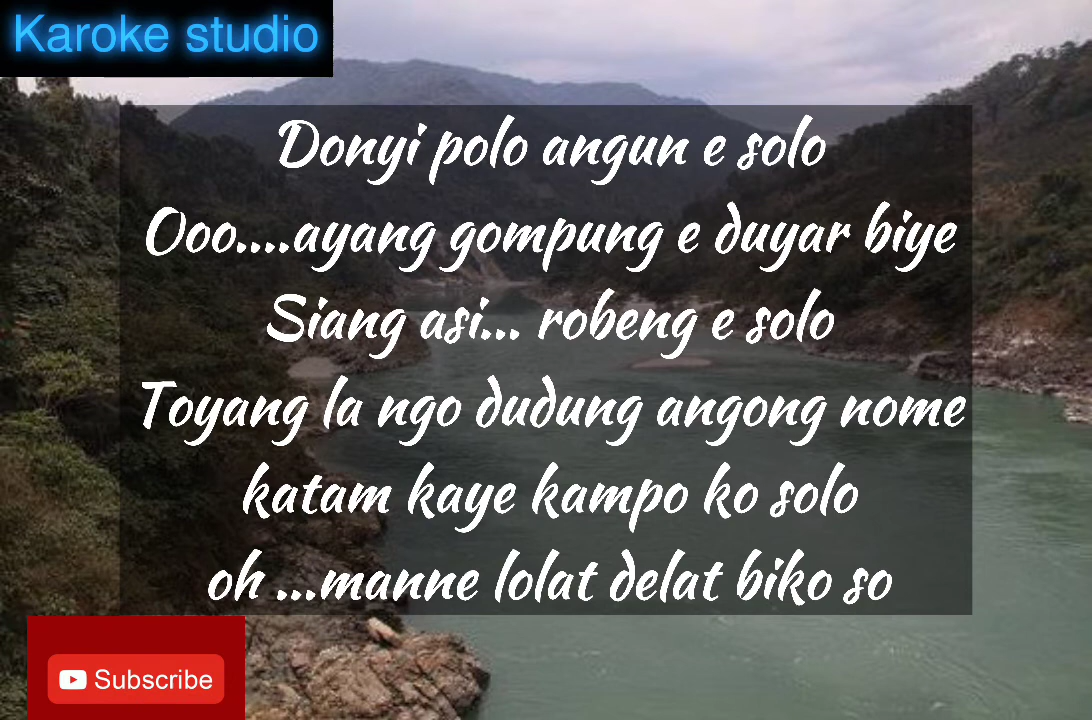 Karoke studio
Donyi polo angun e solo
Ooo....ayang gompung e duyar biye
Siang asi... robeng e solo
Toyang la ngo dudung angong nome
katam kaye kampo ko solo
oh ...manne lolat delat biko so
Subscribe